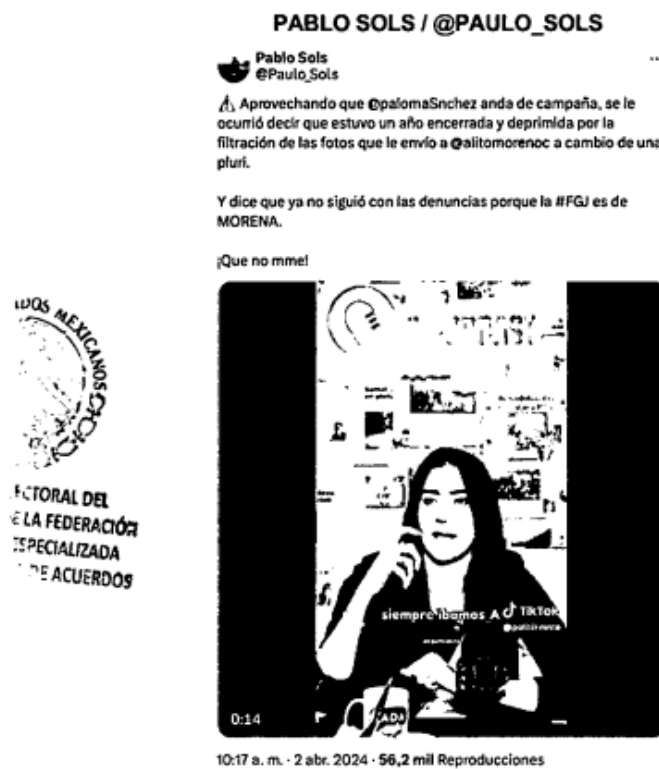 PABLO SOLS / @PAULO_SOLS
Pablo Sols
@Paulo_Sols
⚠ Aprovechando que @palomaSnchez anda de campaña, se le
ocurrió decir que estuvo un año encerrada y deprimida por la
filtración de las fotos que le envío a @alitomorenoc a cambio de una
pluri.
Y dice que ya no siguió con las denuncias porque la #FGJ es de
MORENA.
¡Que no mme!
MEXICANOS
DEL
LA FEDERACIÓN
ESPECIALIZADA
DE ACUERDOS
siempre íbamos A
TikTok
0:14
10:17 a. m. · 2 abr. 2024 · 56,2 mil Reproducciones